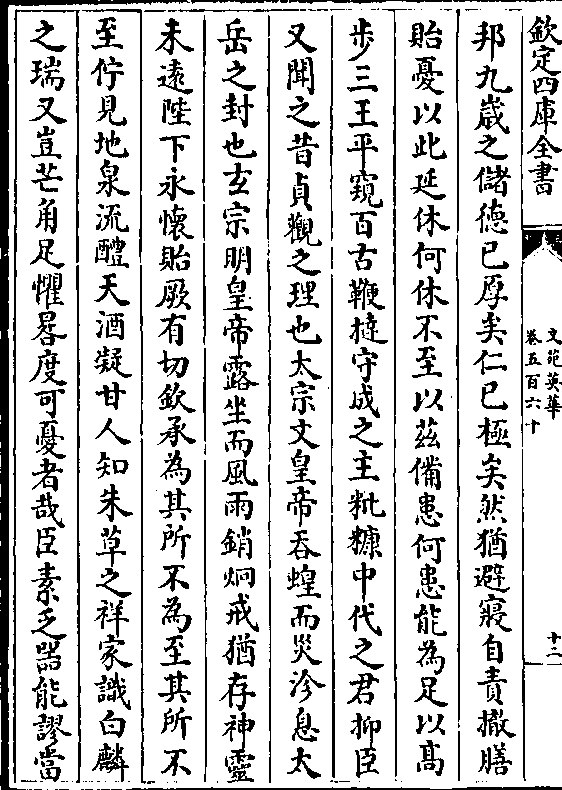 欽定四庫全書
文苑英華
卷五百六十
十二
邦九歲之儲德已厚矣仁已極矣然猶避寢自責撤膳
貽憂以此延休何休不至以茲備患何患能為足以高
步三王平窺百古鞭撻守成之主粃糠中代之君抑臣
又聞之昔貞觀之理也太宗文皇帝吞蝗而災沴息太
岳之封也玄宗明皇帝露坐而風雨銷炯戒猶存神靈
未遠陛下永懷貽厥有切欽承為其所不為至其所不
至佇見地泉流醴天酒凝甘人知朱草之祥家識白麟
之瑞又豈芒角足懼晷度可憂者哉臣素乏器能謬當